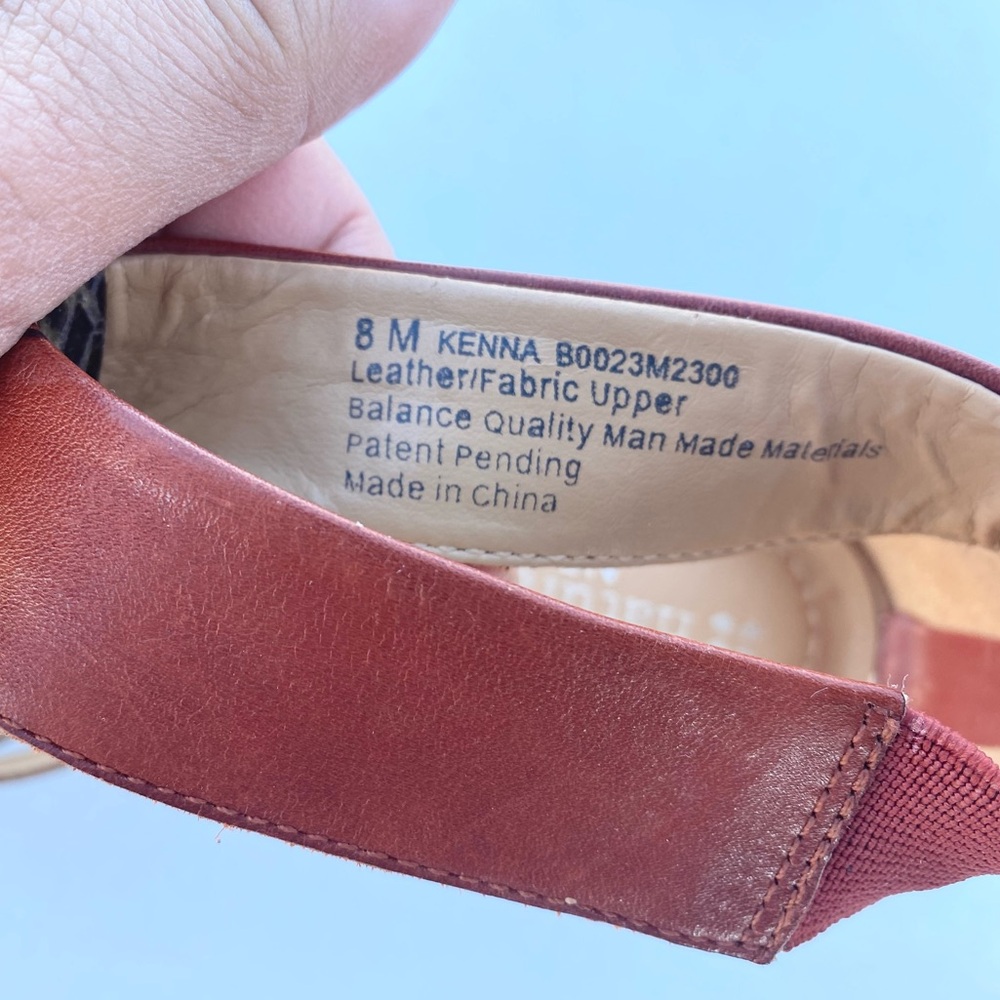 8 M KENNA B0023M2300
Leather/Fabric Upper
Balance Quality Man Made Materials
Patent Pending
Made in China